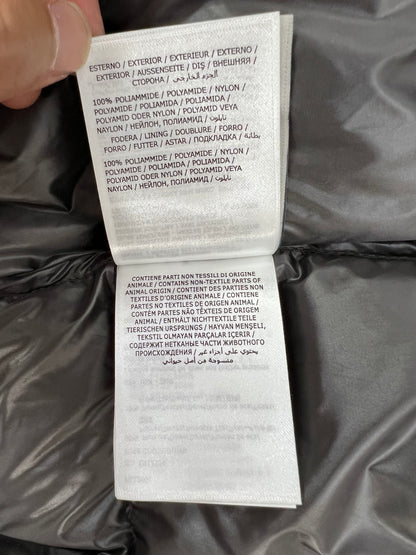 ESTERNO / EXTERIOR / EXTERIEUR / EXTERNO /
EXTERIOR / AUSSENSEITE / DIŞ / ВНЕШНЯЯ /
СТОРОНА / الجزء الخارجي
100% POLIAMMIDE / POLYAMIDE / NYLON /
POLYAMIDE / POLIAMIDA / POLIAMIDA /
POLYAMID ODER NYLON / POLYAMID VEYA
NAYLON / НЕЙЛОН, ПОЛИАМИД / نايلون
FODERA / LINING / DOUBLURE / FORRO /
FORRO / FUTTER / ASTAR / ПОДКЛАДКА / بطانة
100% POLIAMMIDE / POLYAMIDE / NYLON /
POLYAMIDE / POLIAMIDA / POLIAMIDA /
POLYAMID ODER NYLON / POLYAMID VEYA
NAYLON / НЕЙЛОН, ПОЛИАМИД / نايلون
CONTIENE PARTI NON TESSILI DI ORIGINE
ANIMALE / CONTAINS NON-TEXTILE PARTS OF
ANIMAL ORIGIN / CONTIENT DES PARTIES NON
TEXTILES D'ORIGINE ANIMALE / CONTIENE
PARTES NO TEXTILES DE ORIGEN ANIMAL /
CONTÉM PARTES NÃO TÊXTEIS DE ORIGEM
ANIMAL / ENTHÄLT NICHTTEXTILE TEILE
TIERISCHEN URSPRUNGS / HAYVAN MENŞELİ,
TEKSTIL OLMAYAN PARÇALAR IÇERIR /
СОДЕРЖИТ НЕТКАНЫЕ ЧАСТИ ЖИВОТНОГО
ПРОИСХОЖДЕНИЯ / يحتوي على أجزاء غير
منسوجة من أصل حيواني